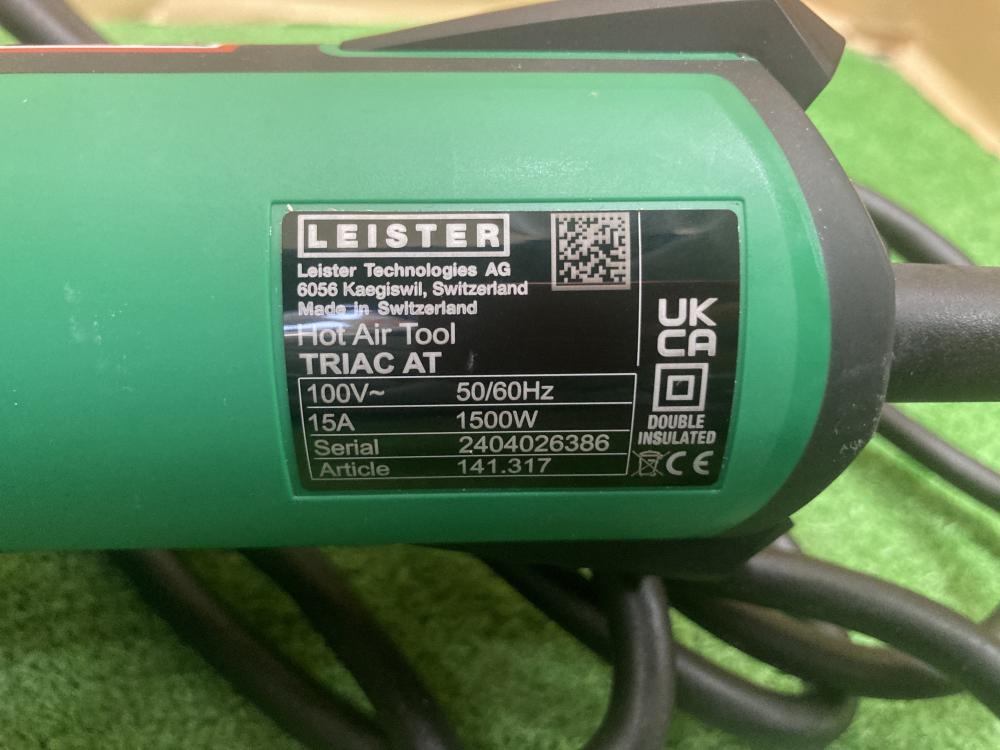 LEISTER
Leister Technologies AG
6056 Kaegiswil, Switzerland
Made in Switzerland
Hot Air Tool
TRIAC AT
100V~ 50/60Hz
15A 1500W
Serial 2404026386
Article 141.317
UK
CA
DOUBLE
INSULATED
CE